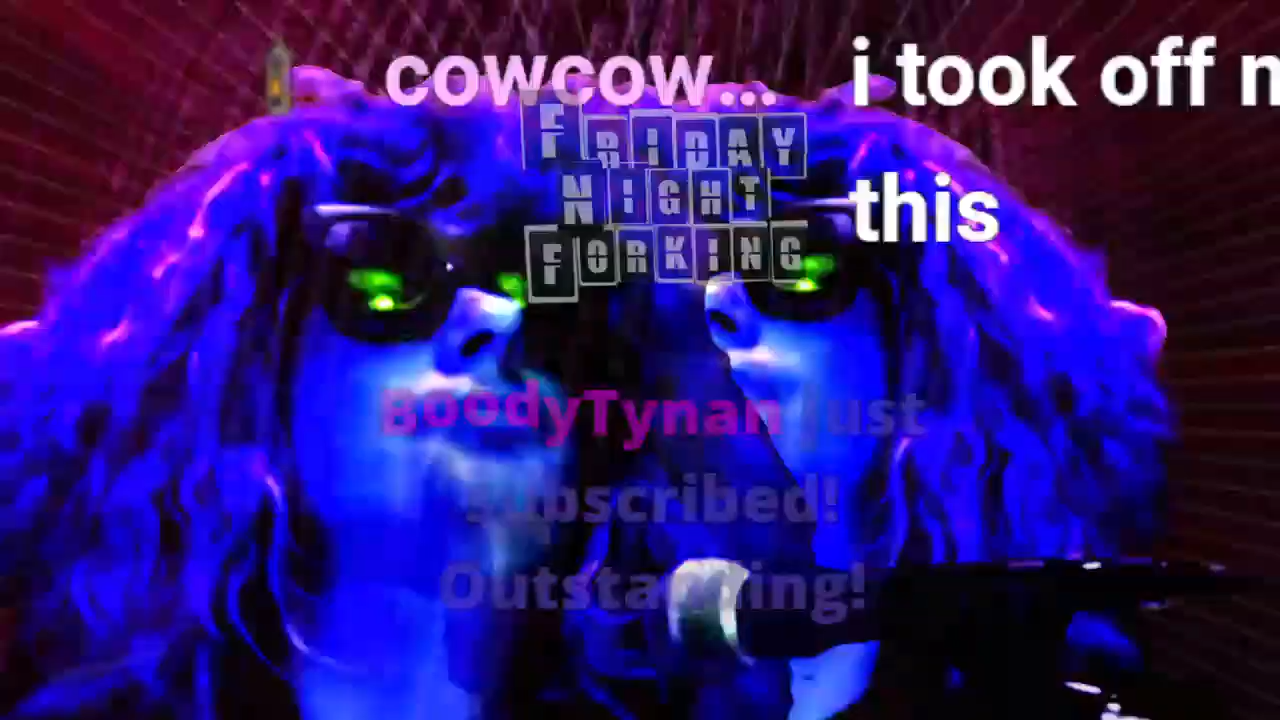 cowcow...
i took off
this
FRIDAY
NIGHT
FORKING
BoodyTynan just
subscribed!
Outstanding!